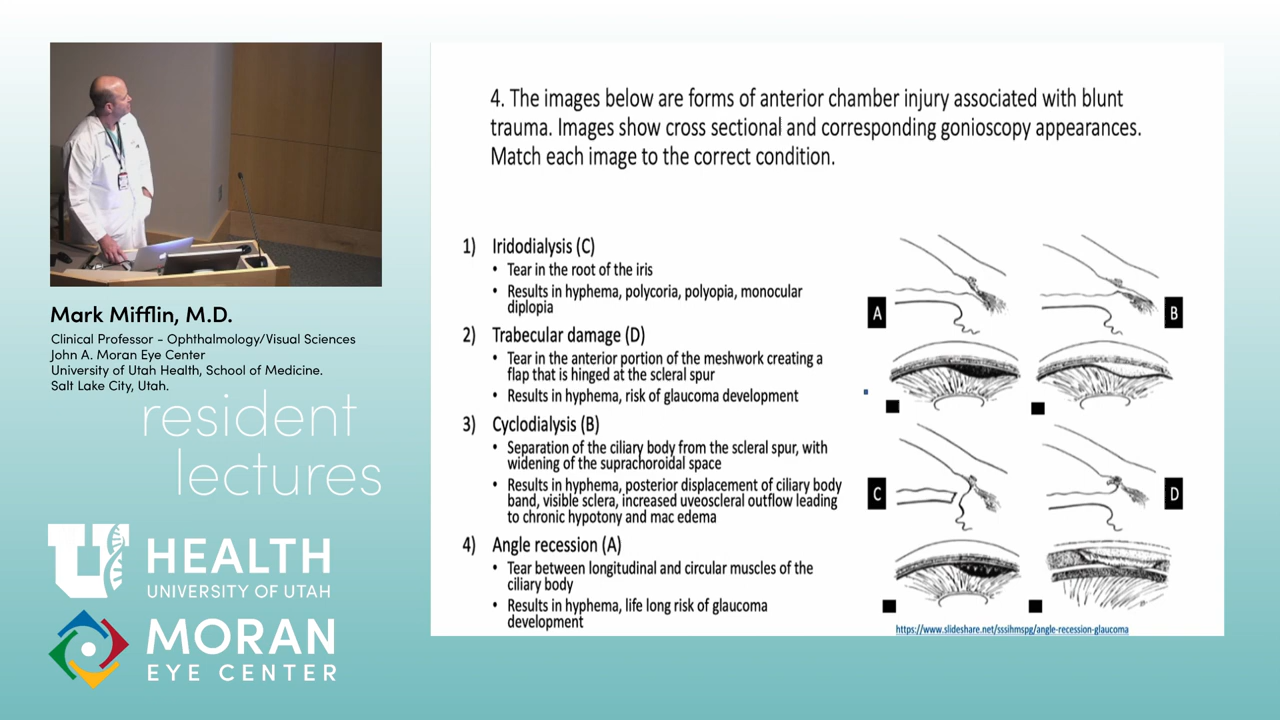 4. The images below are forms of anterior chamber injury associated with blunt
trauma. Images show cross sectional and corresponding gonioscopy appearances.
Match each image to the correct condition.
1) Iridodialysis (C)
• Tear in the root of the iris
• Results in hyphema, polycoria, polyopia, monocular
diplopia
2) Trabecular damage (D)
• Tear in the anterior portion of the meshwork creating a
flap that is hinged at the scleral spur
• Results in hyphema, risk of glaucoma development
3) Cyclodialysis (B)
• Separation of the ciliary body from the scleral spur, with
widening of the suprachoroidal space
• Results in hyphema, posterior displacement of ciliary body
band, visible sclera, increased uveoscleral outflow leading
to chronic hypotony and mac edema
4) Angle recession (A)
• Tear between longitudinal and circular muscles of the
ciliary body
• Results in hyphema, life long risk of glaucoma
development
A
B
C
D
https://www.slideshare.net/sssihmspg/angle-recession-glaucoma
Mark Mifflin, M.D.
Clinical Professor - Ophthalmology/Visual Sciences
John A. Moran Eye Center
University of Utah Health, School of Medicine.
Salt Lake City, Utah.
resident
lectures
U HEALTH
UNIVERSITY OF UTAH
MORAN
EYE CENTER